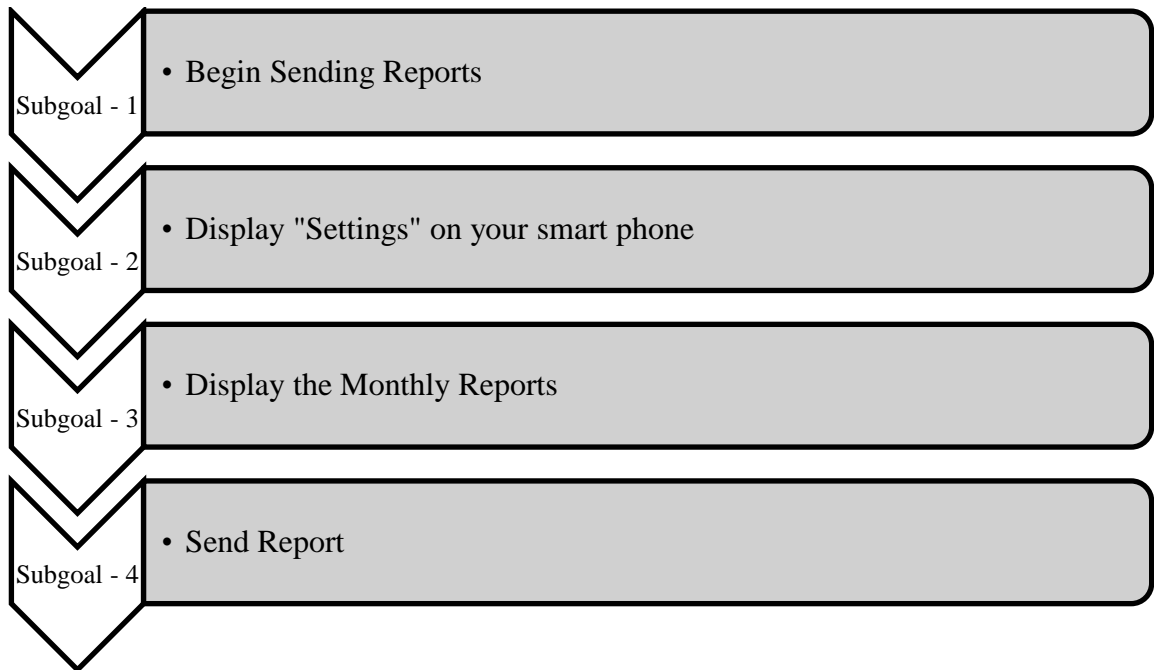 Subgoal - 1
• Begin Sending Reports
Subgoal - 2
• Display "Settings" on your smart phone
Subgoal - 3
• Display the Monthly Reports
Subgoal - 4
• Send Report